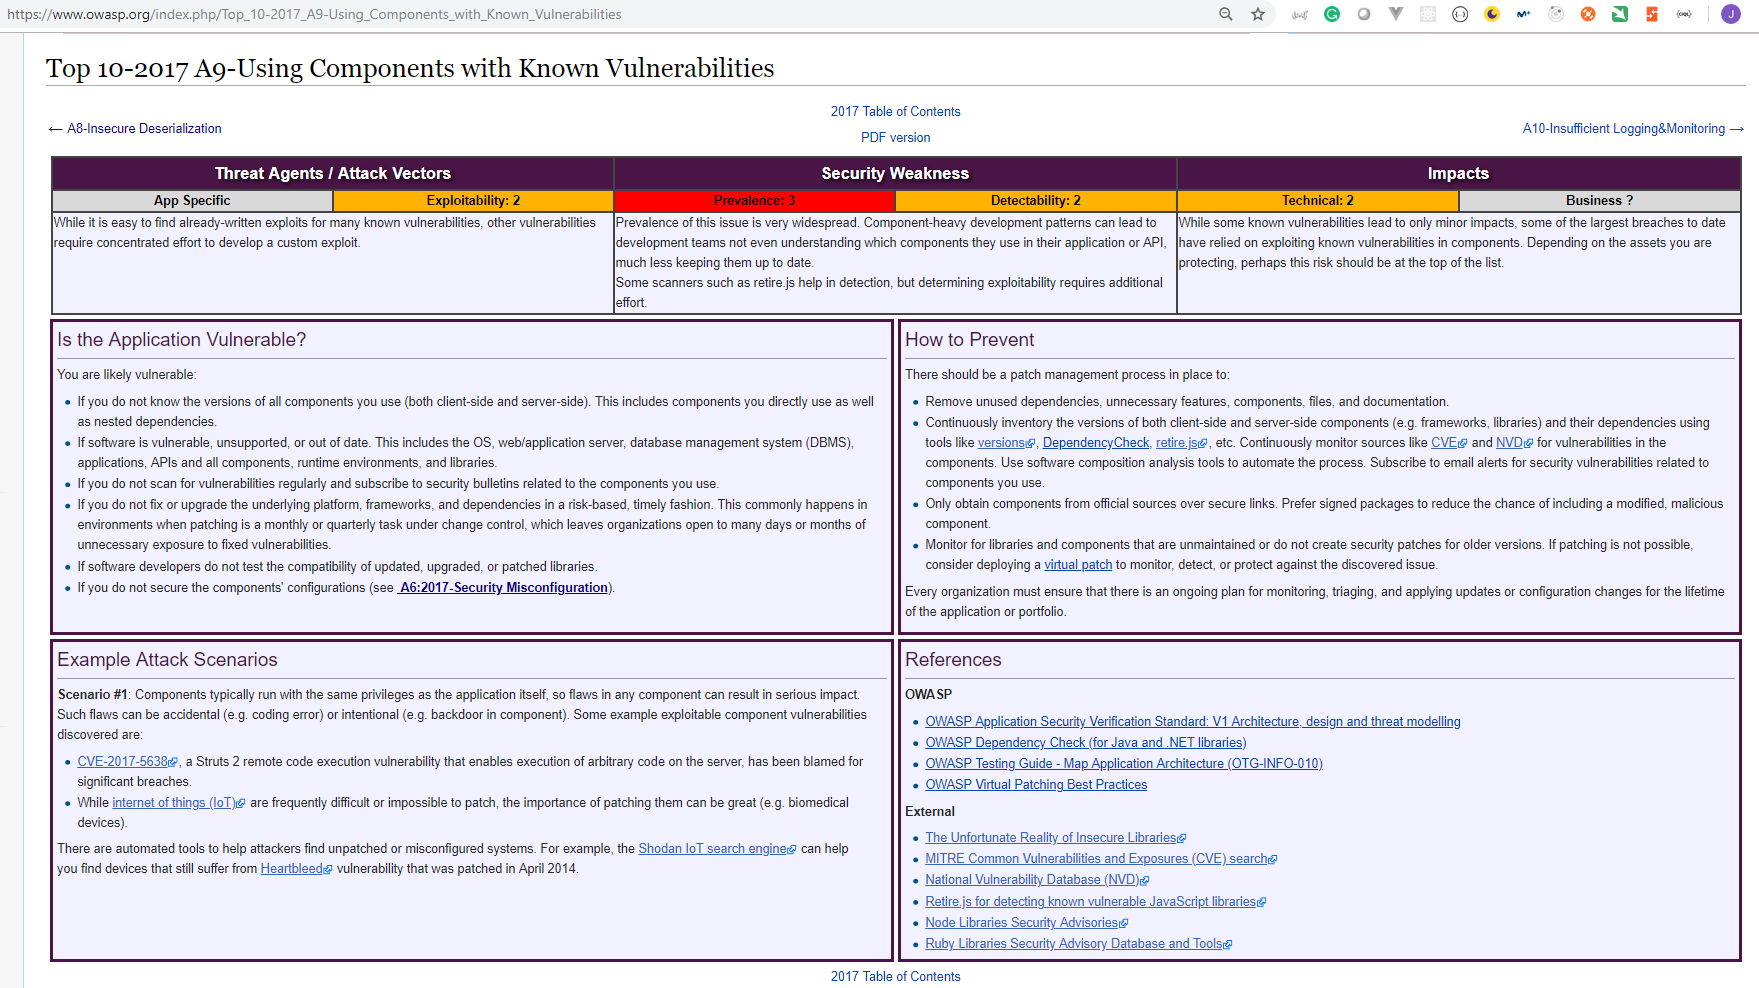 https://www.owasp.org/index.php/Top_10-2017_A9-Using_Components_with_Known_Vulnerabilities
J
Top 10-2017 A9-Using Components with Known Vulnerabilities
2017 Table of Contents
← A8-Insecure Deserialization
A10-Insufficient Logging&Monitoring →
PDF version
Threat Agents / Attack Vectors
Security Weakness
Impacts
App Specific
Exploitability: 2
Prevalence: 3
Detectability: 2
Technical: 2
Business ?
While it is easy to find already-written exploits for many known vulnerabilities, other vulnerabilities
require concentrated effort to develop a custom exploit.
Prevalence of this issue is very widespread. Component-heavy development patterns can lead to
development teams not even understanding which components they use in their application or API,
much less keeping them up to date.
Some scanners such as retire.js help in detection, but determining exploitability requires additional
effort.
While some known vulnerabilities lead to only minor impacts, some of the largest breaches to date
have relied on exploiting known vulnerabilities in components. Depending on the assets you are
protecting, perhaps this risk should be at the top of the list.
Is the Application Vulnerable?
You are likely vulnerable:
• If you do not know the versions of all components you use (both client-side and server-side). This includes components you directly use as well
as nested dependencies.
• If software is vulnerable, unsupported, or out of date. This includes the OS, web/application server, database management system (DBMS),
applications, APIs and all components, runtime environments, and libraries.
• If you do not scan for vulnerabilities regularly and subscribe to security bulletins related to the components you use.
• If you do not fix or upgrade the underlying platform, frameworks, and dependencies in a risk-based, timely fashion. This commonly happens in
environments when patching is a monthly or quarterly task under change control, which leaves organizations open to many days or months of
unnecessary exposure to fixed vulnerabilities.
• If software developers do not test the compatibility of updated, upgraded, or patched libraries.
• If you do not secure the components' configurations (see A6:2017-Security Misconfiguration).
How to Prevent
There should be a patch management process in place to:
• Remove unused dependencies, unnecessary features, components, files, and documentation.
• Continuously inventory the versions of both client-side and server-side components (e.g. frameworks, libraries) and their dependencies using
tools like versions, DependencyCheck, retire.js, etc. Continuously monitor sources like CVE and NVD for vulnerabilities in the
components. Use software composition analysis tools to automate the process. Subscribe to email alerts for security vulnerabilities related to
components you use.
• Only obtain components from official sources over secure links. Prefer signed packages to reduce the chance of including a modified, malicious
component.
• Monitor for libraries and components that are unmaintained or do not create security patches for older versions. If patching is not possible,
consider deploying a virtual patch to monitor, detect, or protect against the discovered issue.
Every organization must ensure that there is an ongoing plan for monitoring, triaging, and applying updates or configuration changes for the lifetime
of the application or portfolio.
Example Attack Scenarios
Scenario #1: Components typically run with the same privileges as the application itself, so flaws in any component can result in serious impact.
Such flaws can be accidental (e.g. coding error) or intentional (e.g. backdoor in component). Some example exploitable component vulnerabilities
discovered are:
• CVE-2017-5638, a Struts 2 remote code execution vulnerability that enables execution of arbitrary code on the server, has been blamed for
significant breaches.
• While internet of things (IoT) are frequently difficult or impossible to patch, the importance of patching them can be great (e.g. biomedical
devices).
There are automated tools to help attackers find unpatched or misconfigured systems. For example, the Shodan IoT search engine can help
you find devices that still suffer from Heartbleed vulnerability that was patched in April 2014.
References
OWASP
• OWASP Application Security Verification Standard: V1 Architecture, design and threat modelling
• OWASP Dependency Check (for Java and .NET libraries)
• OWASP Testing Guide - Map Application Architecture (OTG-INFO-010)
• OWASP Virtual Patching Best Practices
External
• The Unfortunate Reality of Insecure Libraries
• MITRE Common Vulnerabilities and Exposures (CVE) search
• National Vulnerability Database (NVD)
• Retire.js for detecting known vulnerable JavaScript libraries
• Node Libraries Security Advisories
• Ruby Libraries Security Advisory Database and Tools
2017 Table of Contents